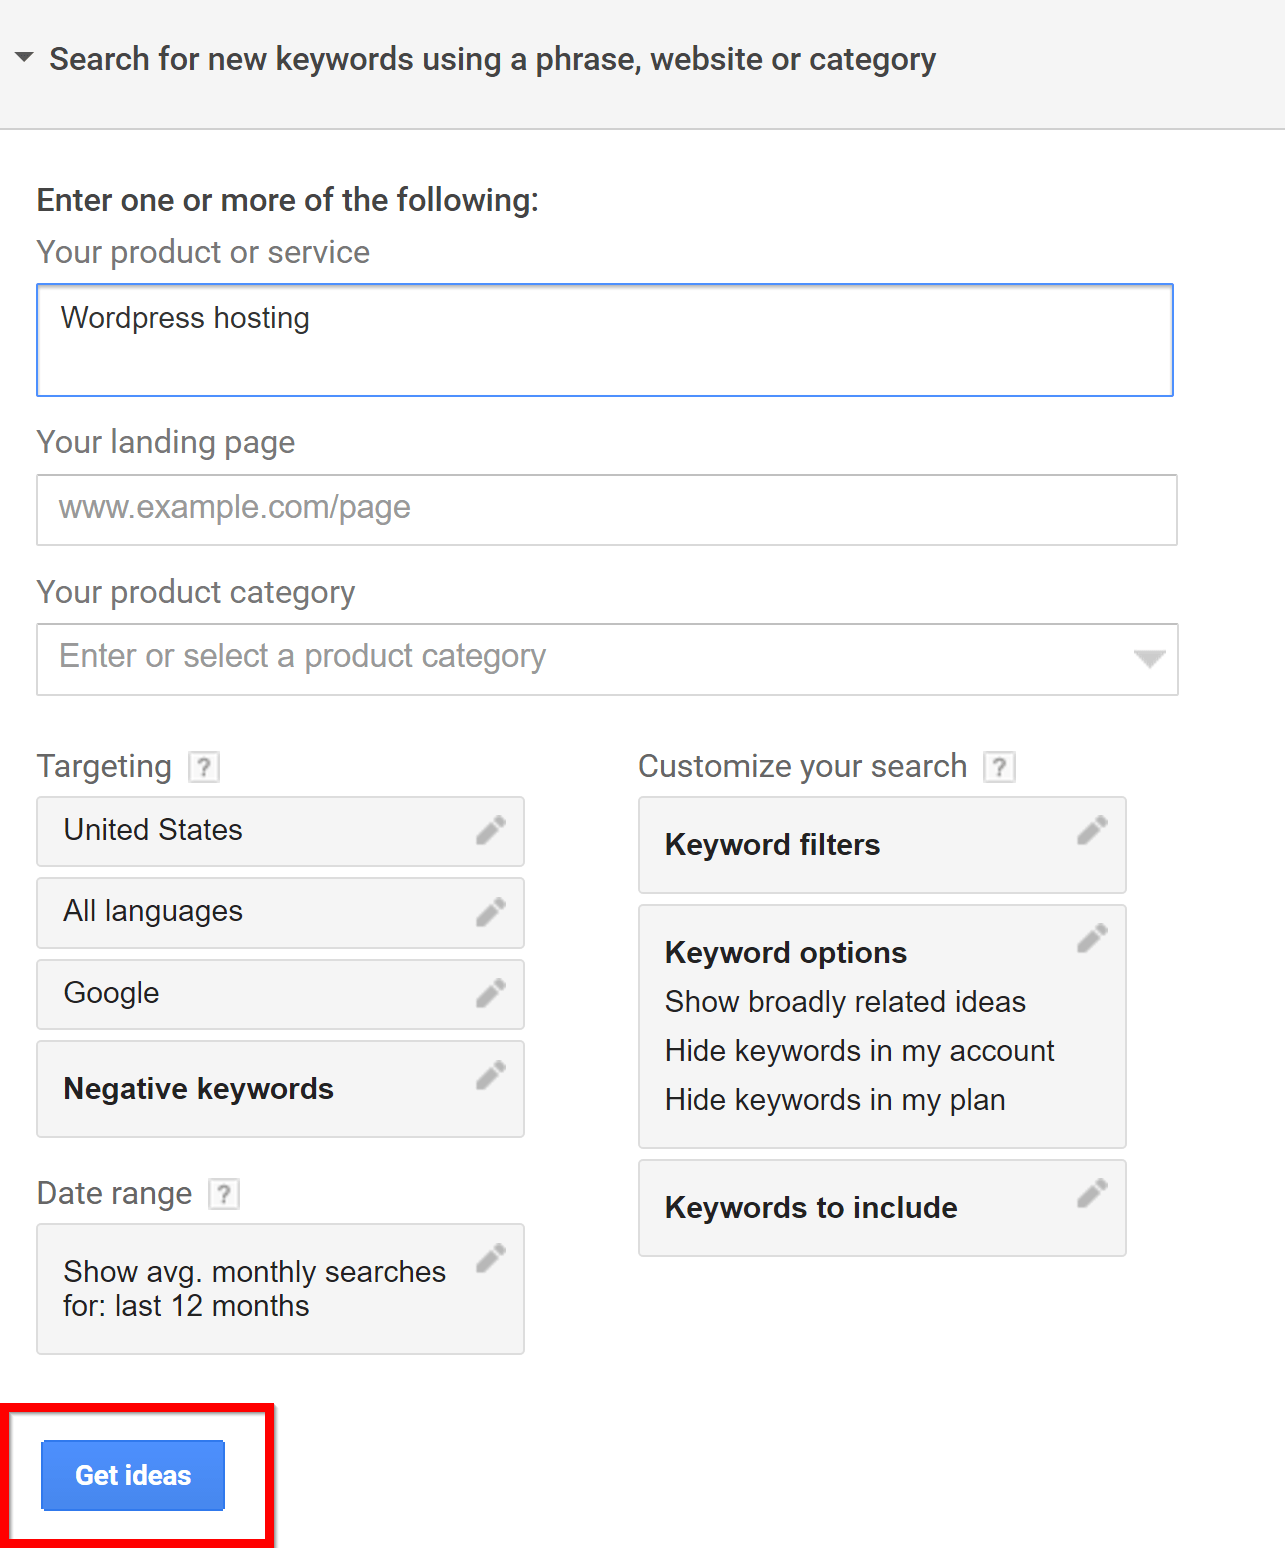 Search for new keywords using a phrase, website or category
Enter one or more of the following:
Your product or service
Wordpress hosting
Your landing page
www.example.com/page
Your product category
Enter or select a product category
Targeting ?
United States
All languages
Google
Negative keywords
Date range ?
Show avg. monthly searches
for: last 12 months
Customize your search ?
Keyword filters
Keyword options
Show broadly related ideas
Hide keywords in my account
Hide keywords in my plan
Keywords to include
Get ideas